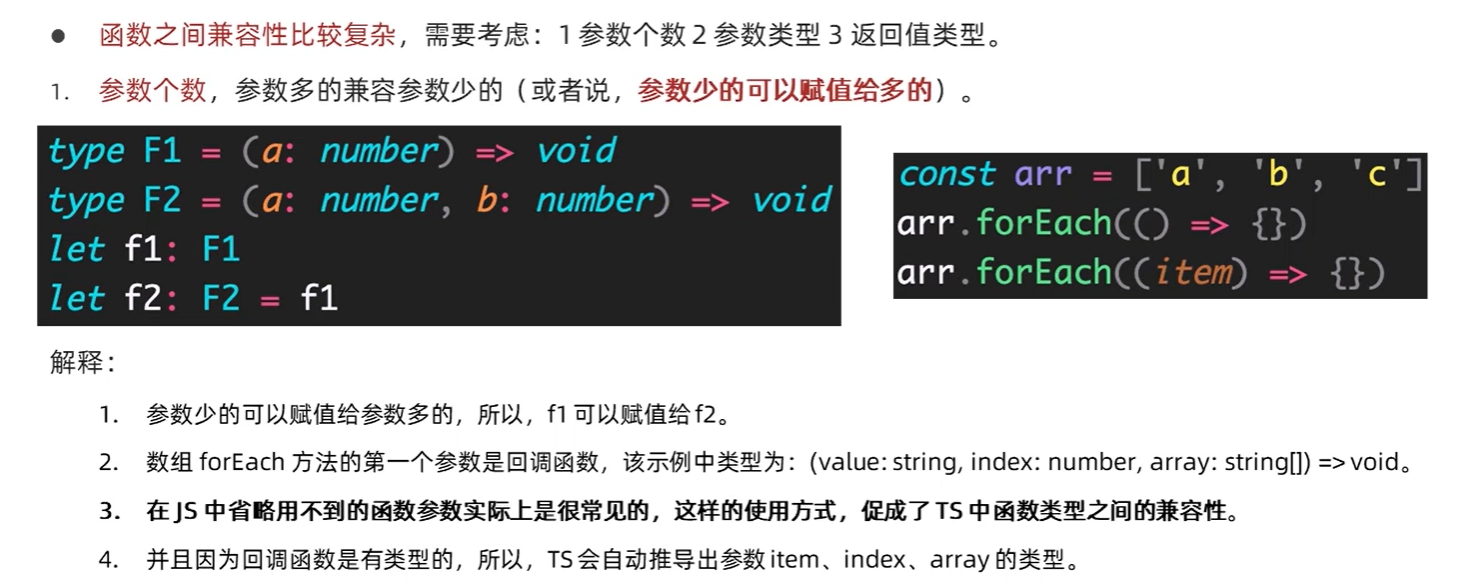 ● 函数之间兼容性比较复杂，需要考虑：1 参数个数 2 参数类型 3 返回值类型。
1. 参数个数，参数多的兼容参数少的（或者说，参数少的可以赋值给多的）。
type F1 = (a: number) => void
type F2 = (a: number, b: number) => void
let f1: F1
let f2: F2 = f1
const arr = ['a', 'b', 'c']
arr.forEach(() => {})
arr.forEach((item) => {})
解释：
1. 参数少的可以赋值给参数多的，所以，f1 可以赋值给 f2。
2. 数组 forEach 方法的第一个参数是回调函数，该示例中类型为：(value: string, index: number, array: string[]) => void。
3. 在 JS 中省略用不到的函数参数实际上是很常见的，这样的使用方式，促成了 TS 中函数类型之间的兼容性。
4. 并且因为回调函数是有类型的，所以，TS 会自动推导出参数 item、index、array 的类型。